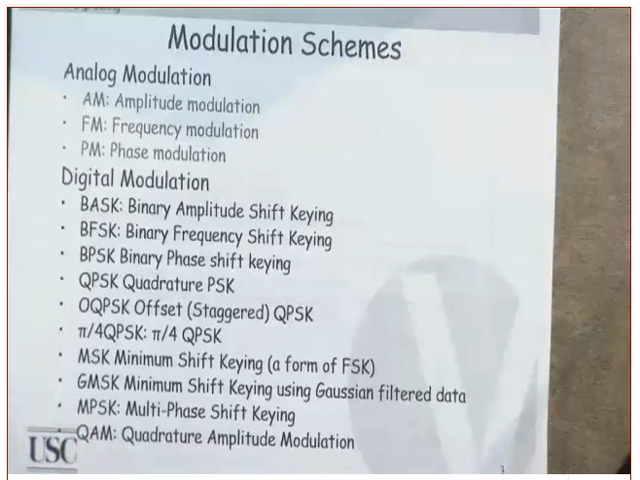 Modulation Schemes
Analog Modulation
· AM: Amplitude modulation
· FM: Frequency modulation
· PM: Phase modulation
Digital Modulation
· BASK: Binary Amplitude Shift Keying
· BFSK: Binary Frequency Shift Keying
· BPSK Binary Phase shift keying
· QPSK Quadrature PSK
· OQPSK Offset (Staggered) QPSK
· π/4QPSK: π/4 QPSK
· MSK Minimum Shift Keying (a form of FSK)
· GMSK Minimum Shift Keying using Gaussian filtered data
· MPSK: Multi-Phase Shift Keying
· QAM: Quadrature Amplitude Modulation
USC
3